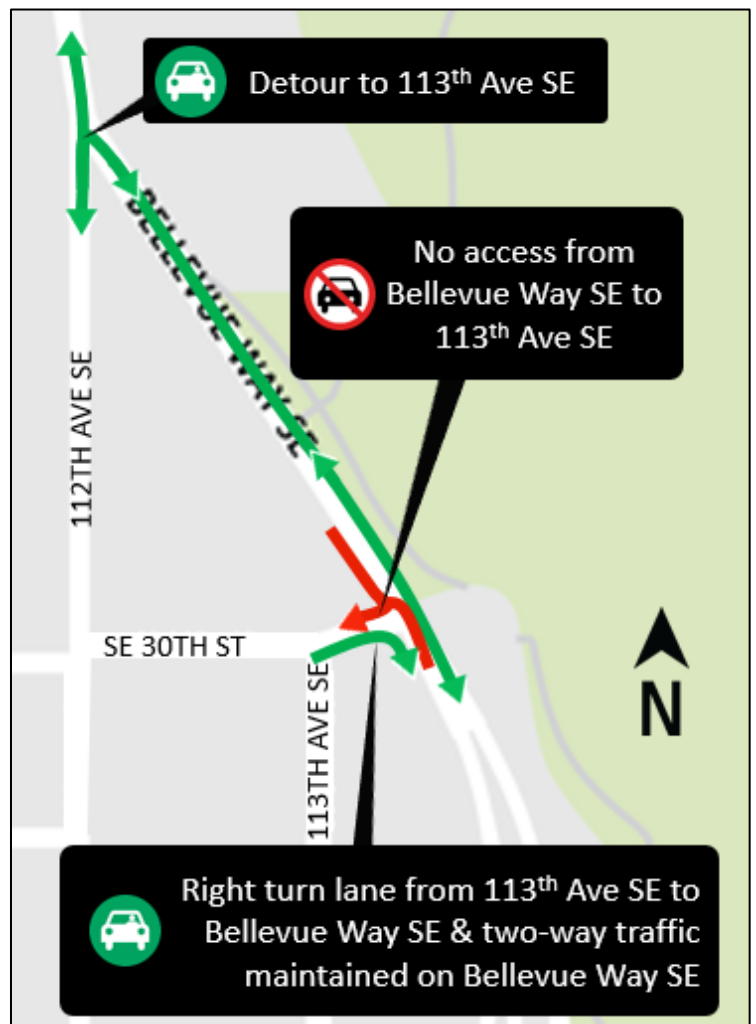 Detour to 113th Ave SE
BELLEVUE WAY SE
No access from
Bellevue Way SE to
113th Ave SE
112TH AVE SE
SE 30TH ST
N
113TH AVE SE
Right turn lane from 113th Ave SE to
Bellevue Way SE & two-way traffic
maintained on Bellevue Way SE